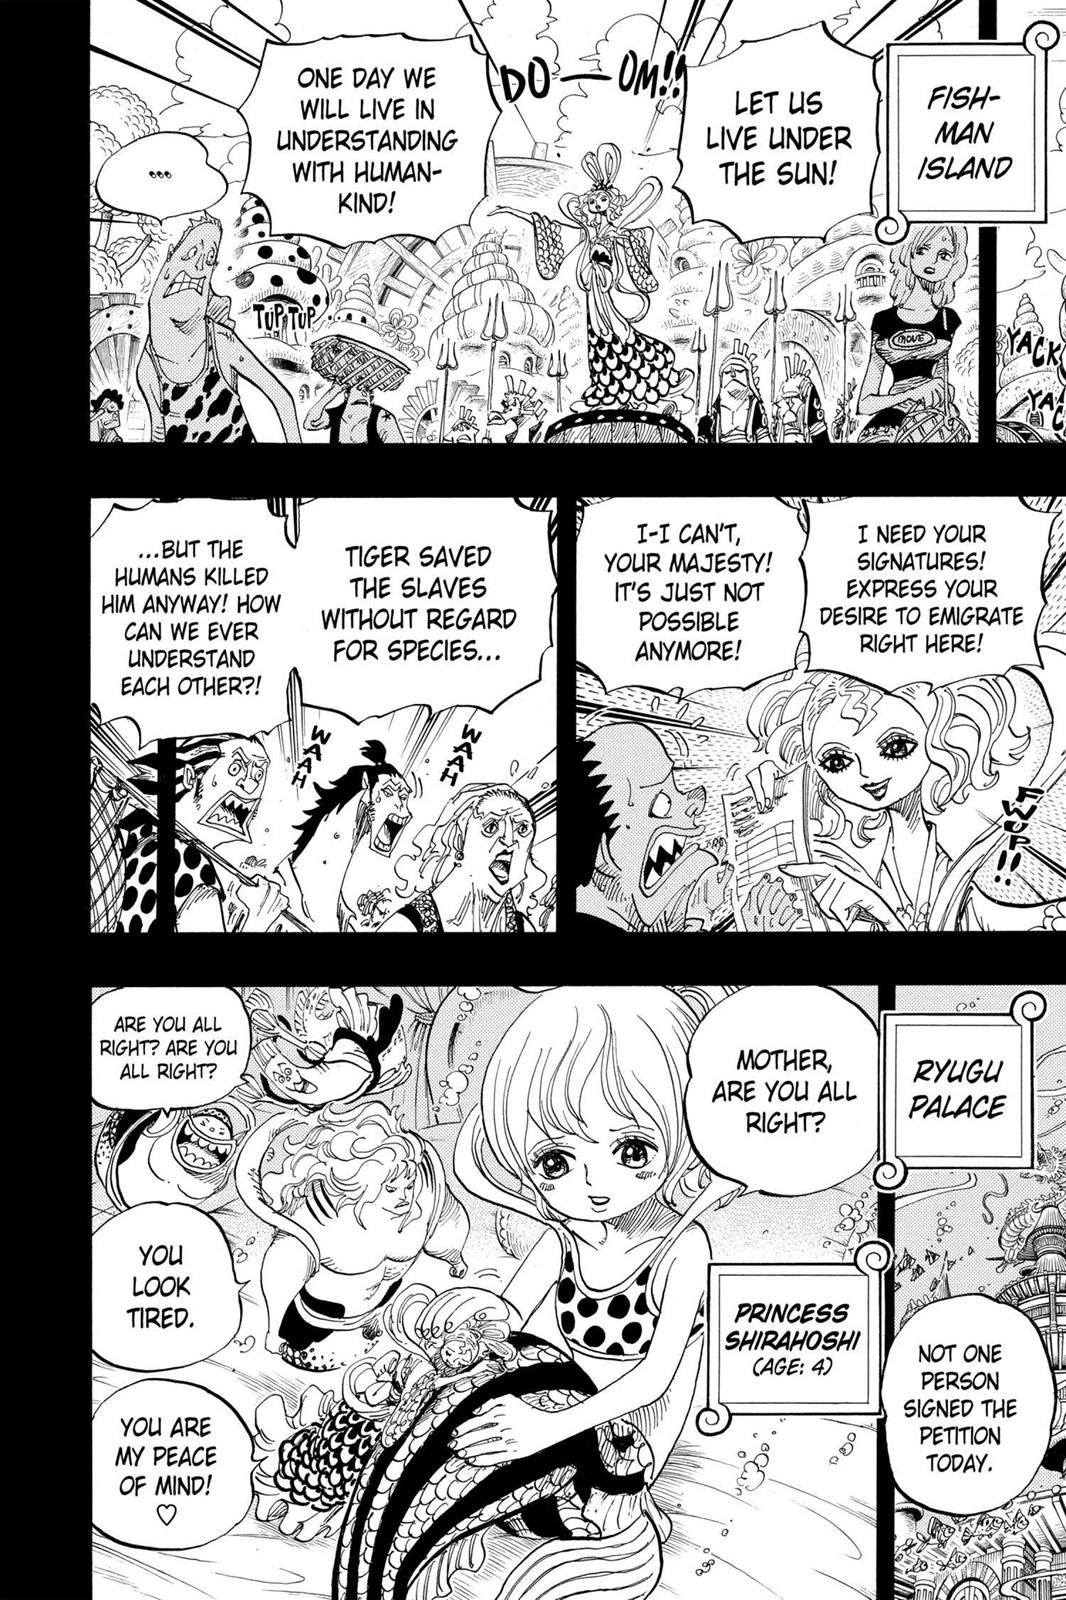 FISH-
MAN
ISLAND
LET US
LIVE UNDER
THE SUN!
DO—OM!!
ONE DAY WE
WILL LIVE IN
UNDERSTANDING
WITH HUMAN-
KIND!
...
TUP TUP
MOVE
YACK
YACK
I NEED YOUR
SIGNATURES!
EXPRESS YOUR
DESIRE TO EMIGRATE
RIGHT HERE!
I-I CAN'T,
YOUR MAJESTY!
IT'S JUST NOT
POSSIBLE
ANYMORE!
FWUP!!
TIGER SAVED
THE SLAVES
WITHOUT REGARD
FOR SPECIES...
...BUT THE
HUMANS KILLED
HIM ANYWAY! HOW
CAN WE EVER
UNDERSTAND
EACH OTHER?!
WAAH
WAAH
RYUGU
PALACE
NOT ONE
PERSON
SIGNED THE
PETITION
TODAY.
MOTHER,
ARE YOU ALL
RIGHT?
PRINCESS
SHIRAHOSHI
(AGE: 4)
ARE YOU ALL
RIGHT? ARE YOU
ALL RIGHT?
YOU
LOOK
TIRED.
YOU ARE
MY PEACE
OF MIND!
♡